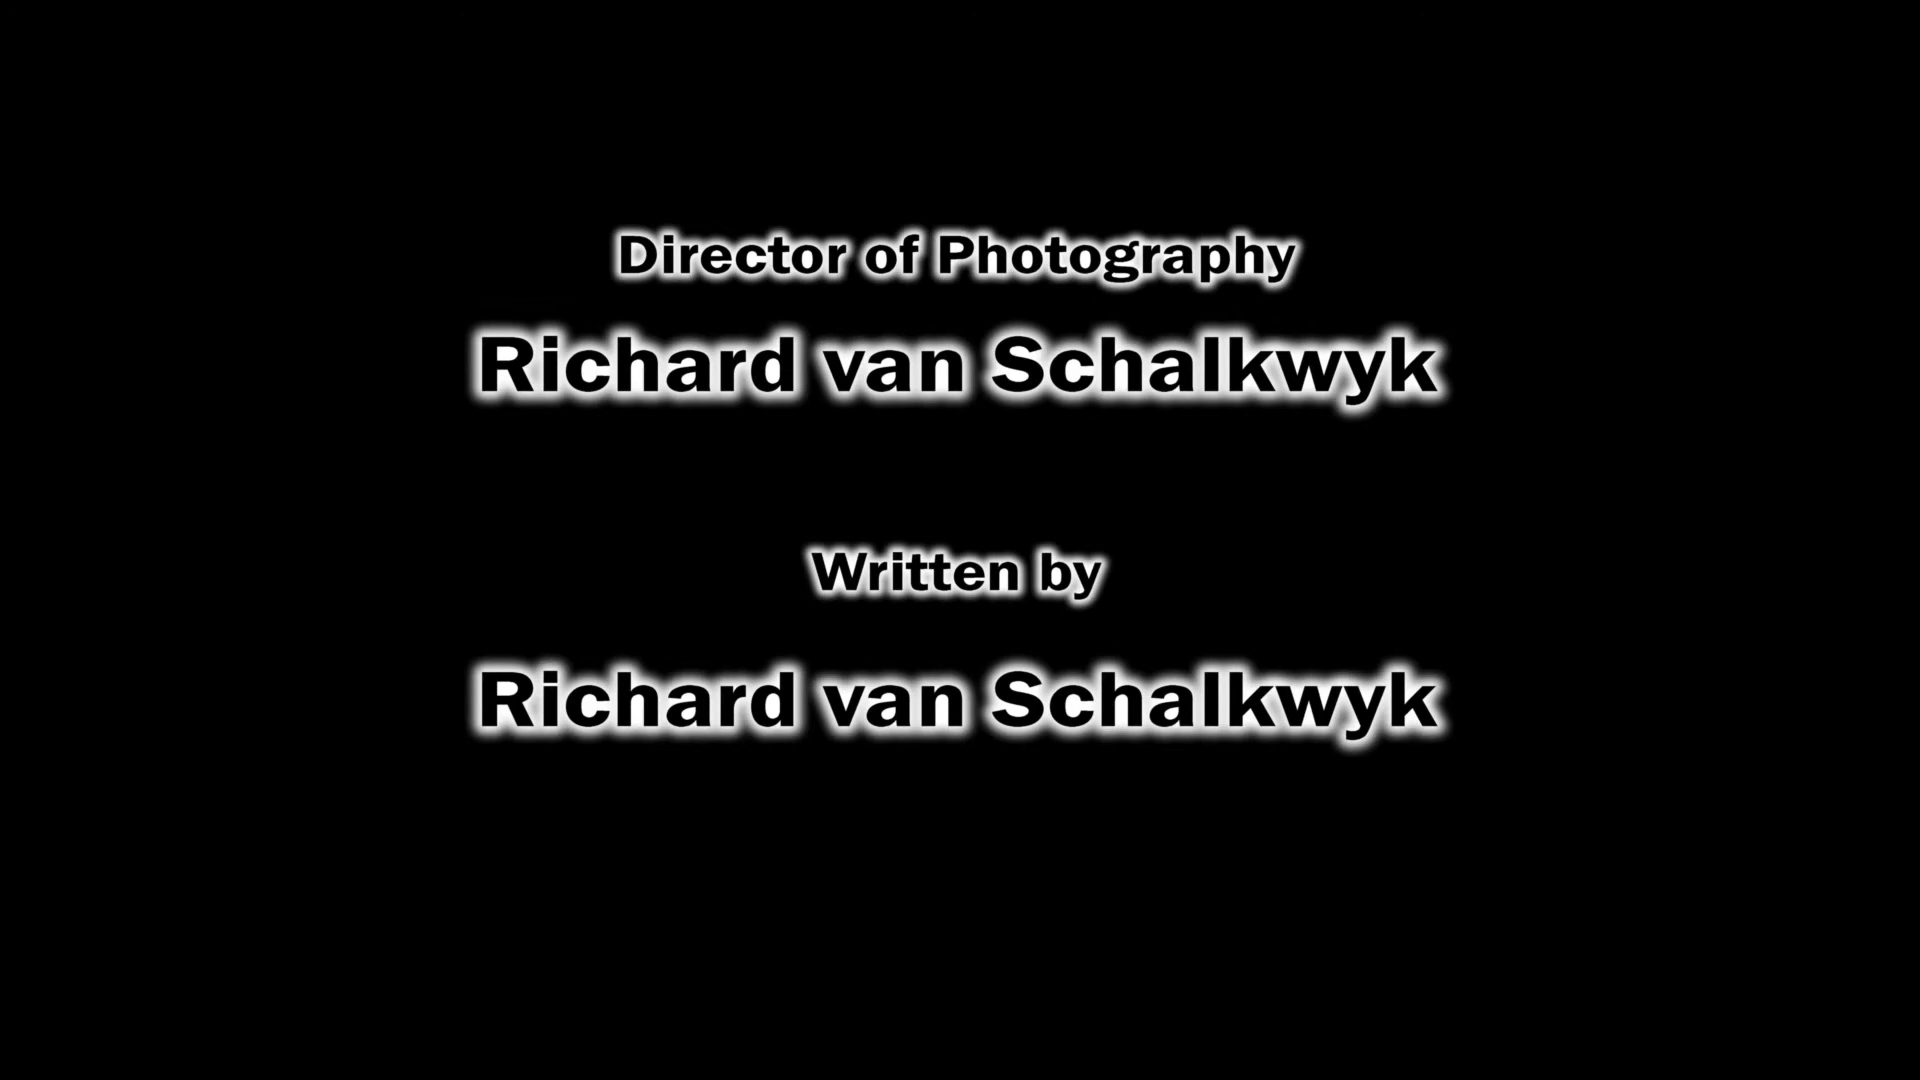 Director of Photography
Richard van Schalkwyk
Written by
Richard van Schalkwyk